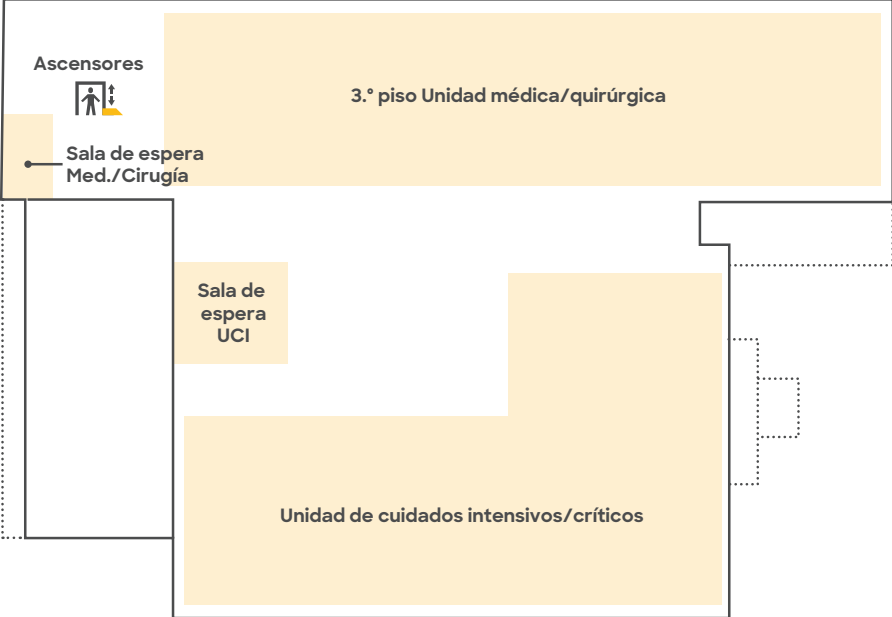 Ascensores
3.° piso Unidad médica/quirúrgica
Sala de espera
Med./Cirugía
Sala de
espera
UCI
Unidad de cuidados intensivos/críticos